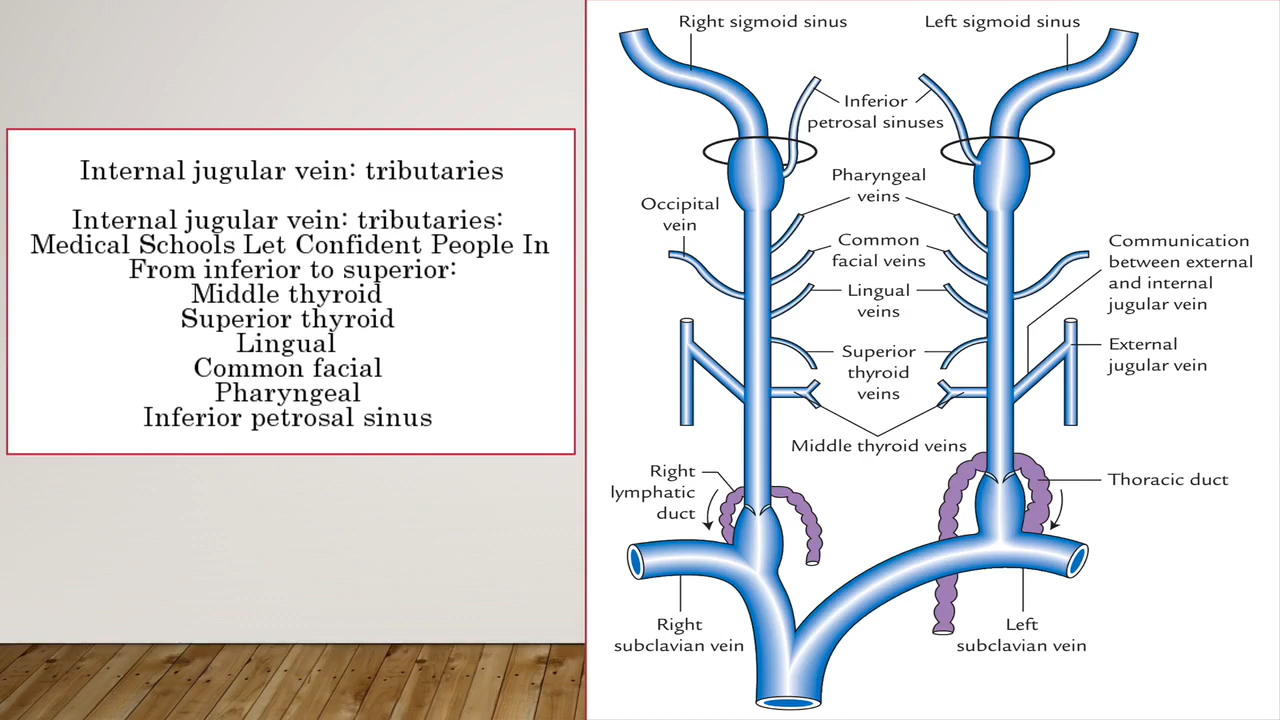 Internal jugular vein: tributaries
Internal jugular vein: tributaries:
Medical Schools Let Confident People In
From inferior to superior:
Middle thyroid
Superior thyroid
Lingual
Common facial
Pharyngeal
Inferior petrosal sinus
Right sigmoid sinus
Left sigmoid sinus
Inferior
petrosal sinuses
Pharyngeal
veins
Occipital
vein
Common
facial veins
Lingual
veins
Superior
thyroid
veins
Middle thyroid veins
Communication
between external
and internal
jugular vein
External
jugular vein
Right
lymphatic
duct
Thoracic duct
Right
subclavian vein
Left
subclavian vein